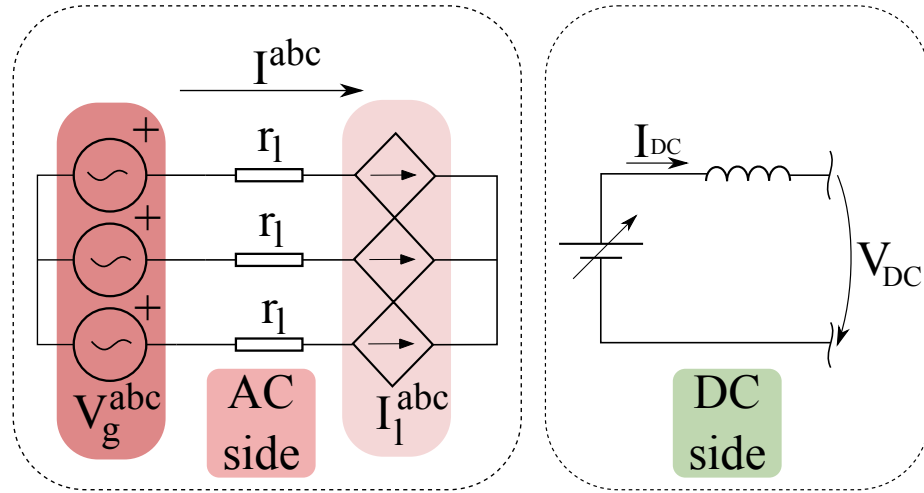 I^abc
I_DC
+
r_l
+
r_l
V_DC
+
r_l
V_g^abc
AC
side
I_l^abc
DC
side